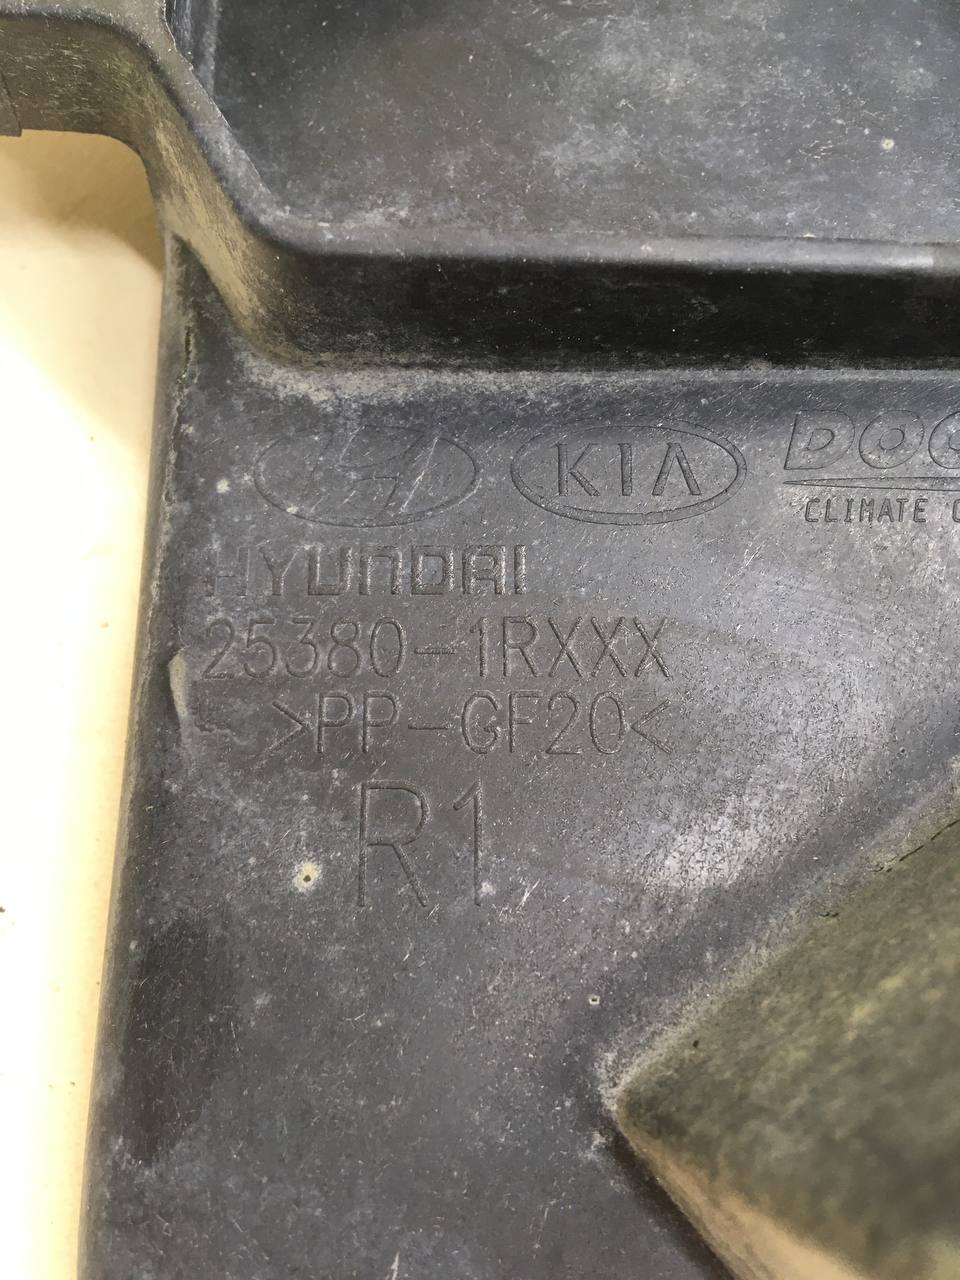 KIA
CLIMATE
HYUNDAI
25380-1RXXX
>PP-GF20<
R1